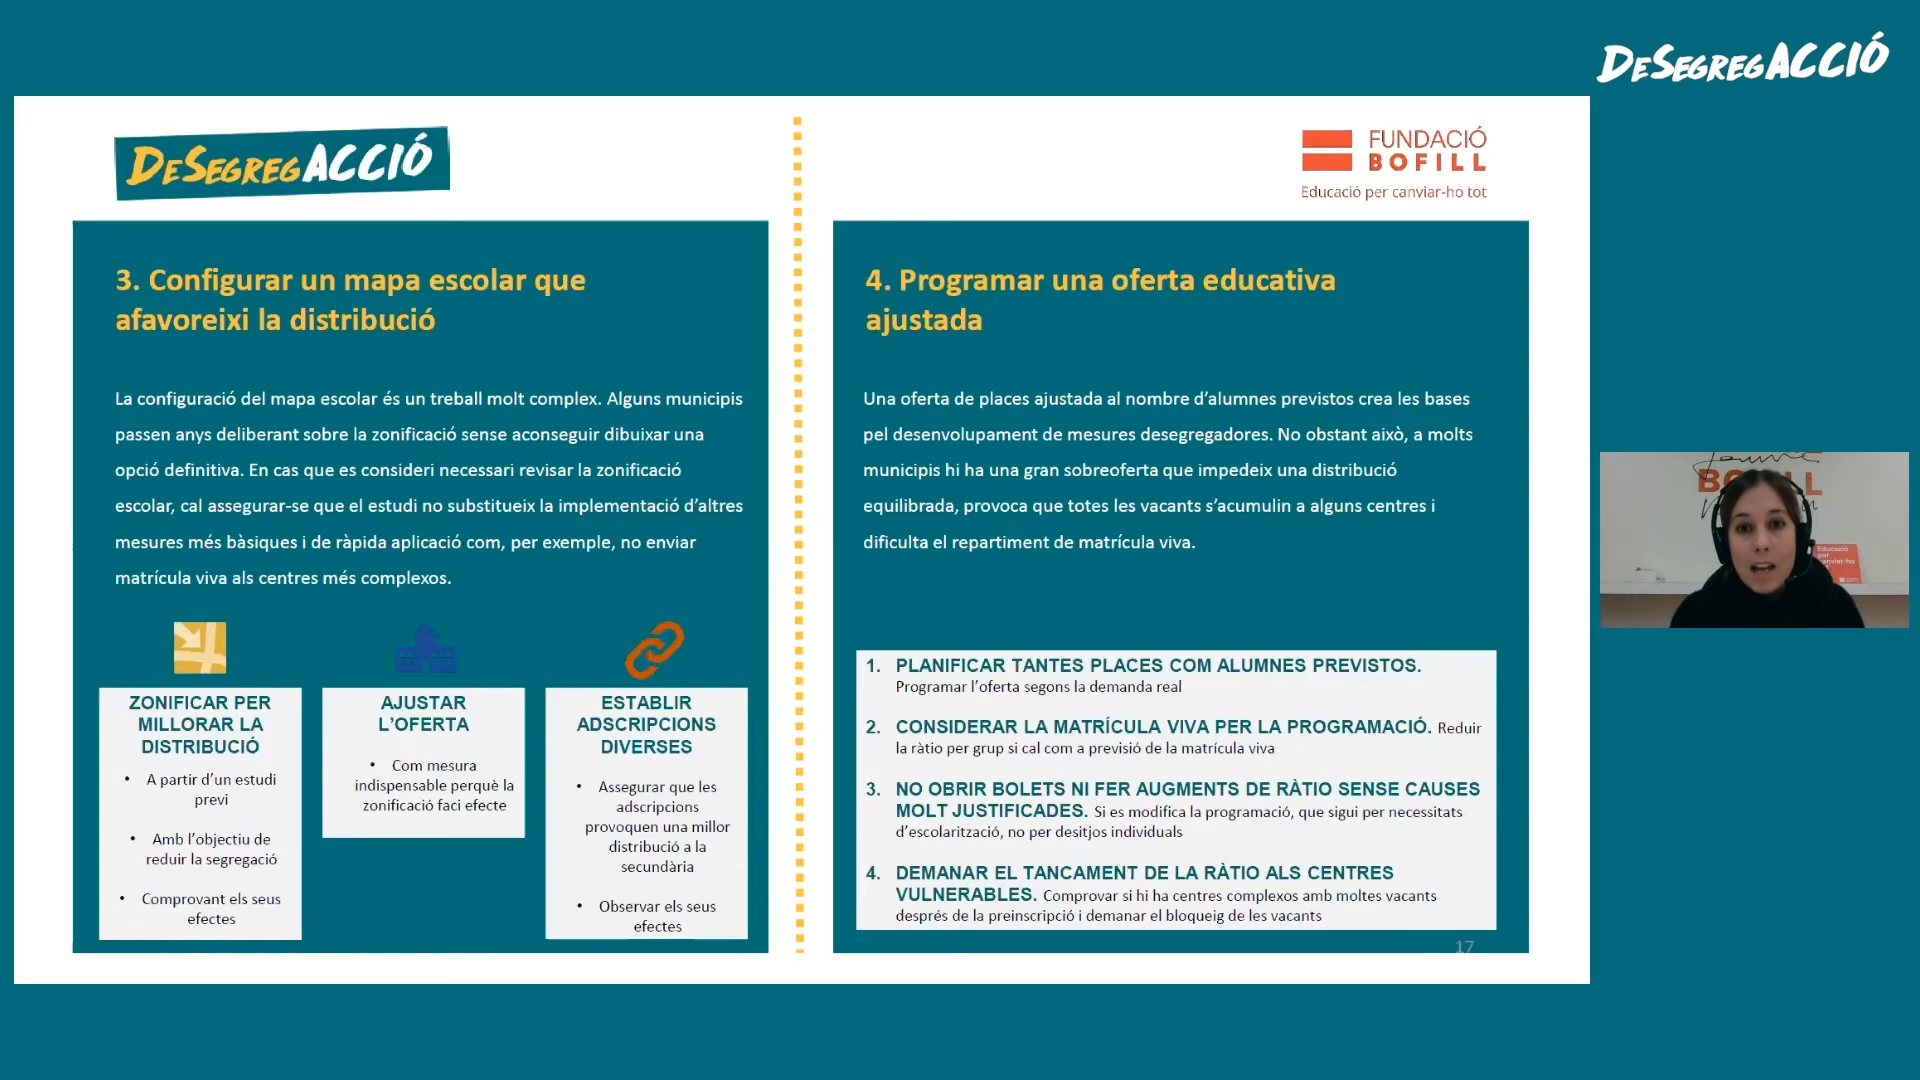 DESEGREGACCIÓ
DESEGREGACCIÓ
FUNDACIÓ
BOFILL
Educació per canviar-ho tot
3. Configurar un mapa escolar que
afavoreixi la distribució
La configuració del mapa escolar és un treball molt complex. Alguns municipis
passen anys deliberant sobre la zonificació sense aconseguir dibuixar una
opció definitiva. En cas que es consideri necessari revisar la zonificació
escolar, cal assegurar-se que el estudi no substitueix la implementació d'altres
mesures més bàsiques i de ràpida aplicació com, per exemple, no enviar
matrícula viva als centres més complexos.
ZONIFICAR PER
MILLORAR LA
DISTRIBUCIÓ
• A partir d'un estudi
previ
• Amb l'objectiu de
reduir la segregació
• Comprovant els seus
efectes
AJUSTAR
L'OFERTA
• Com mesura
indispensable perquè la
zonificació faci efecte
ESTABLIR
ADSCRIPCIONS
DIVERSES
• Assegurar que les
adscripcions
provoquen una millor
distribució a la
secundària
• Observar els seus
efectes
4. Programar una oferta educativa
ajustada
Una oferta de places ajustada al nombre d'alumnes previstos crea les bases
pel desenvolupament de mesures desegregadores. No obstant això, a molts
municipis hi ha una gran sobreoferta que impedeix una distribució
equilibrada, provoca que totes les vacants s'acumulin a alguns centres i
dificulta el repartiment de matrícula viva.
1. PLANIFICAR TANTES PLACES COM ALUMNES PREVISTOS.
Programar l'oferta segons la demanda real
2. CONSIDERAR LA MATRÍCULA VIVA PER LA PROGRAMACIÓ. Reduir
la ràtio per grup si cal com a previsió de la matrícula viva
3. NO OBRIR BOLETS NI FER AUGMENTS DE RÀTIO SENSE CAUSES
MOLT JUSTIFICADES. Si es modifica la programació, que sigui per necessitats
d'escolarització, no per desitjos individuals
4. DEMANAR EL TANCAMENT DE LA RÀTIO ALS CENTRES
VULNERABLES. Comprovar si hi ha centres complexos amb moltes vacants
després de la preinscripció i demanar el bloqueig de les vacants
17
Educació
per
canviar-ho